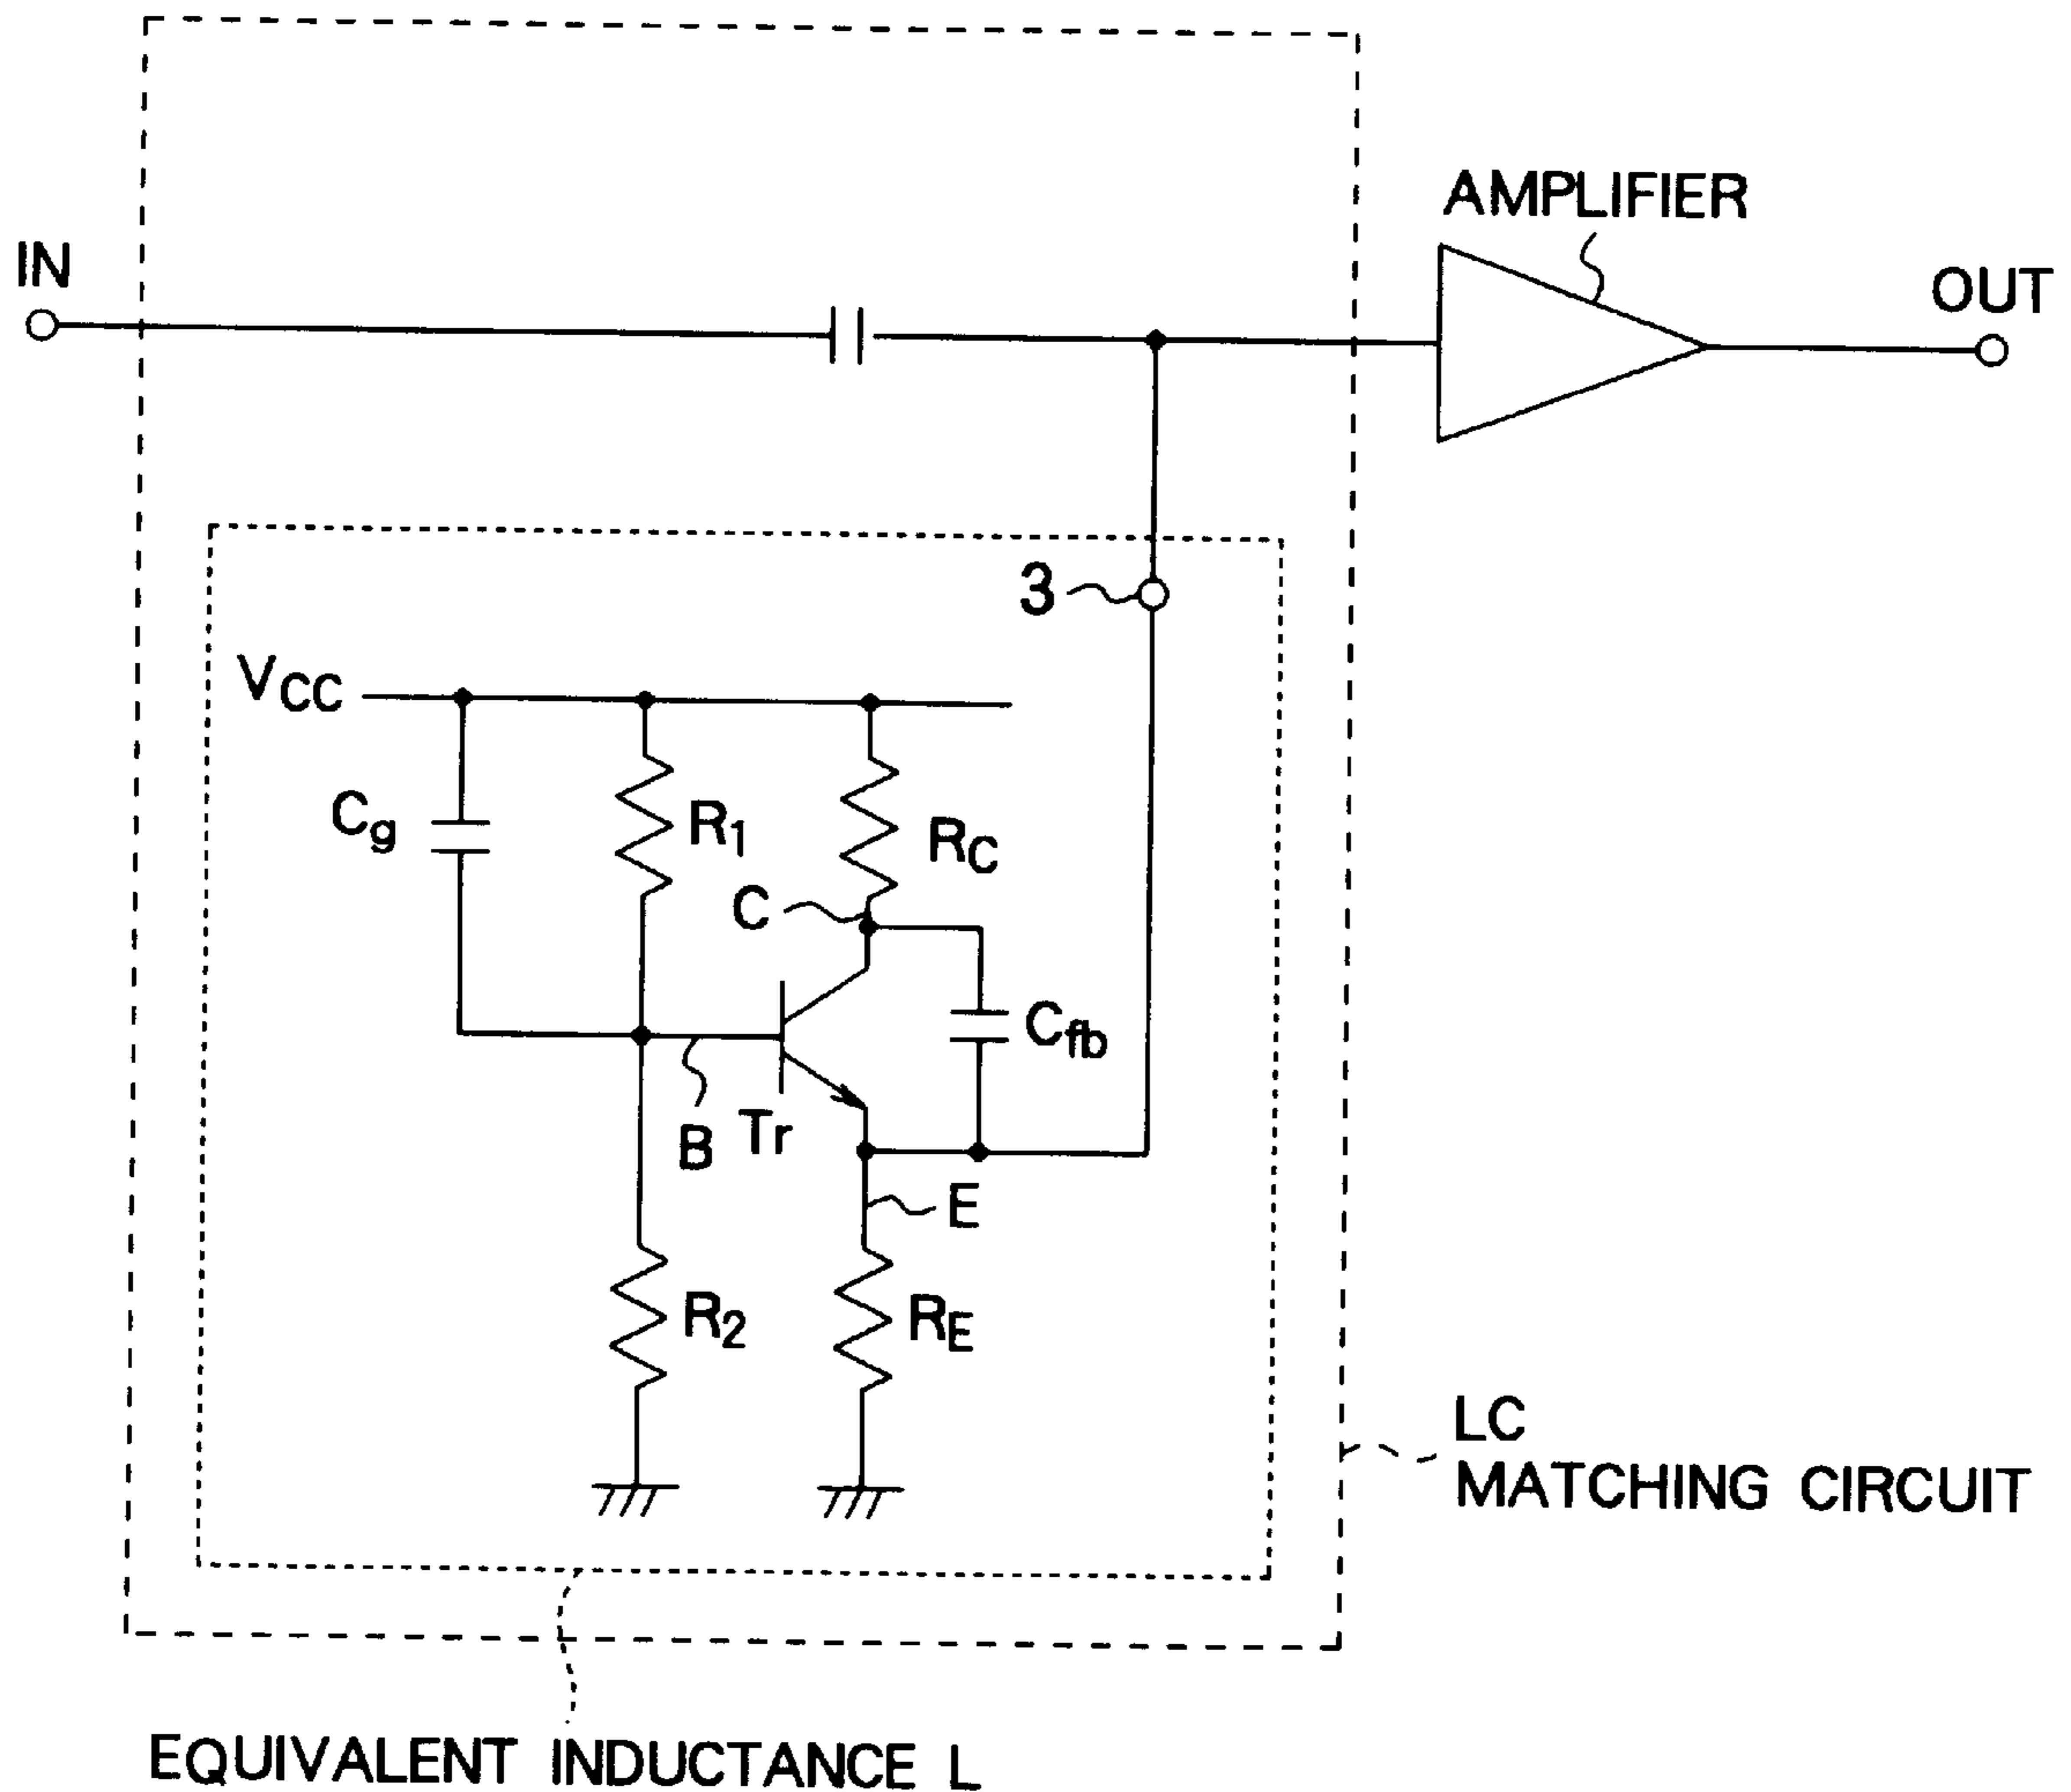 AMPLIFIER
IN
OUT
3
VCC
Cg
R1
RC
C
Cfb
B
Tr
E
R2
RE
LC
MATCHING CIRCUIT
EQUIVALENT INDUCTANCE L